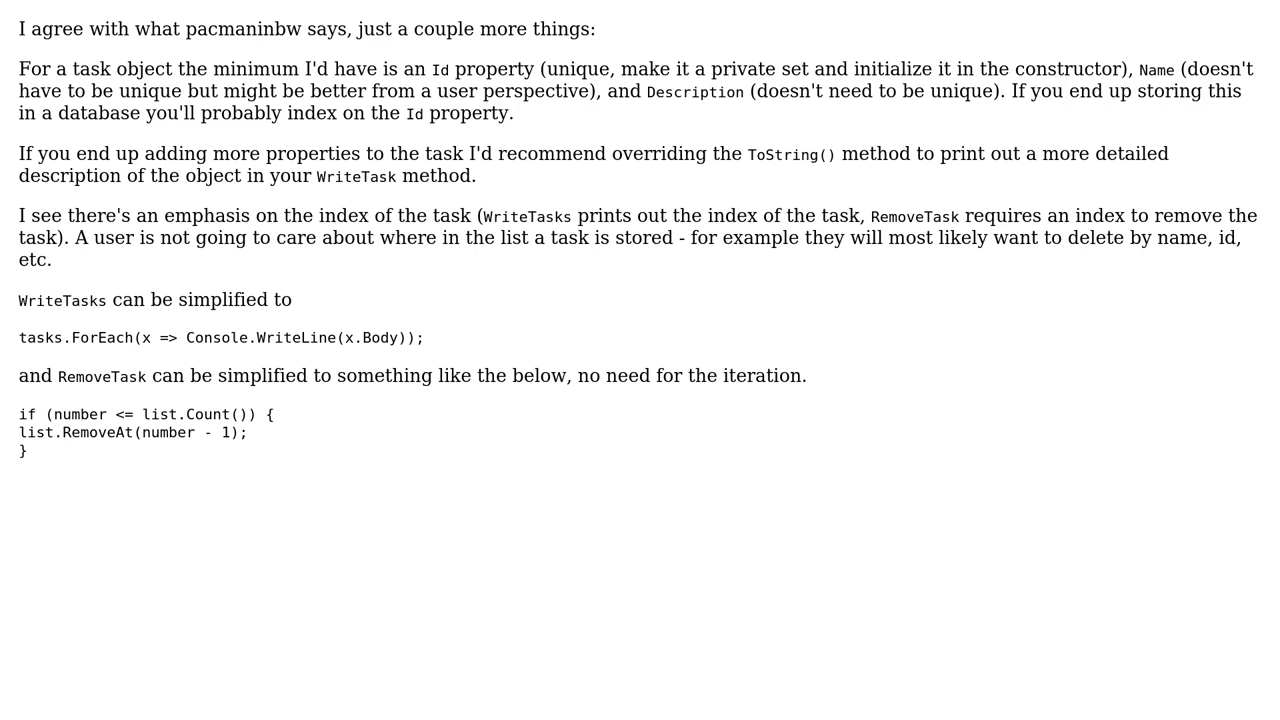 I agree with what pacmaninbw says, just a couple more things:
For a task object the minimum I'd have is an Id property (unique, make it a private set and initialize it in the constructor), Name (doesn't
have to be unique but might be better from a user perspective), and Description (doesn't need to be unique). If you end up storing this
in a database you'll probably index on the Id property.
If you end up adding more properties to the task I'd recommend overriding the ToString() method to print out a more detailed
description of the object in your WriteTask method.
I see there's an emphasis on the index of the task (WriteTasks prints out the index of the task, RemoveTask requires an index to remove the
task). A user is not going to care about where in the list a task is stored - for example they will most likely want to delete by name, id,
etc.
WriteTasks can be simplified to
tasks.ForEach(x => Console.WriteLine(x.Body));
and RemoveTask can be simplified to something like the below, no need for the iteration.
if (number <= list.Count()) {
list.RemoveAt(number - 1);
}